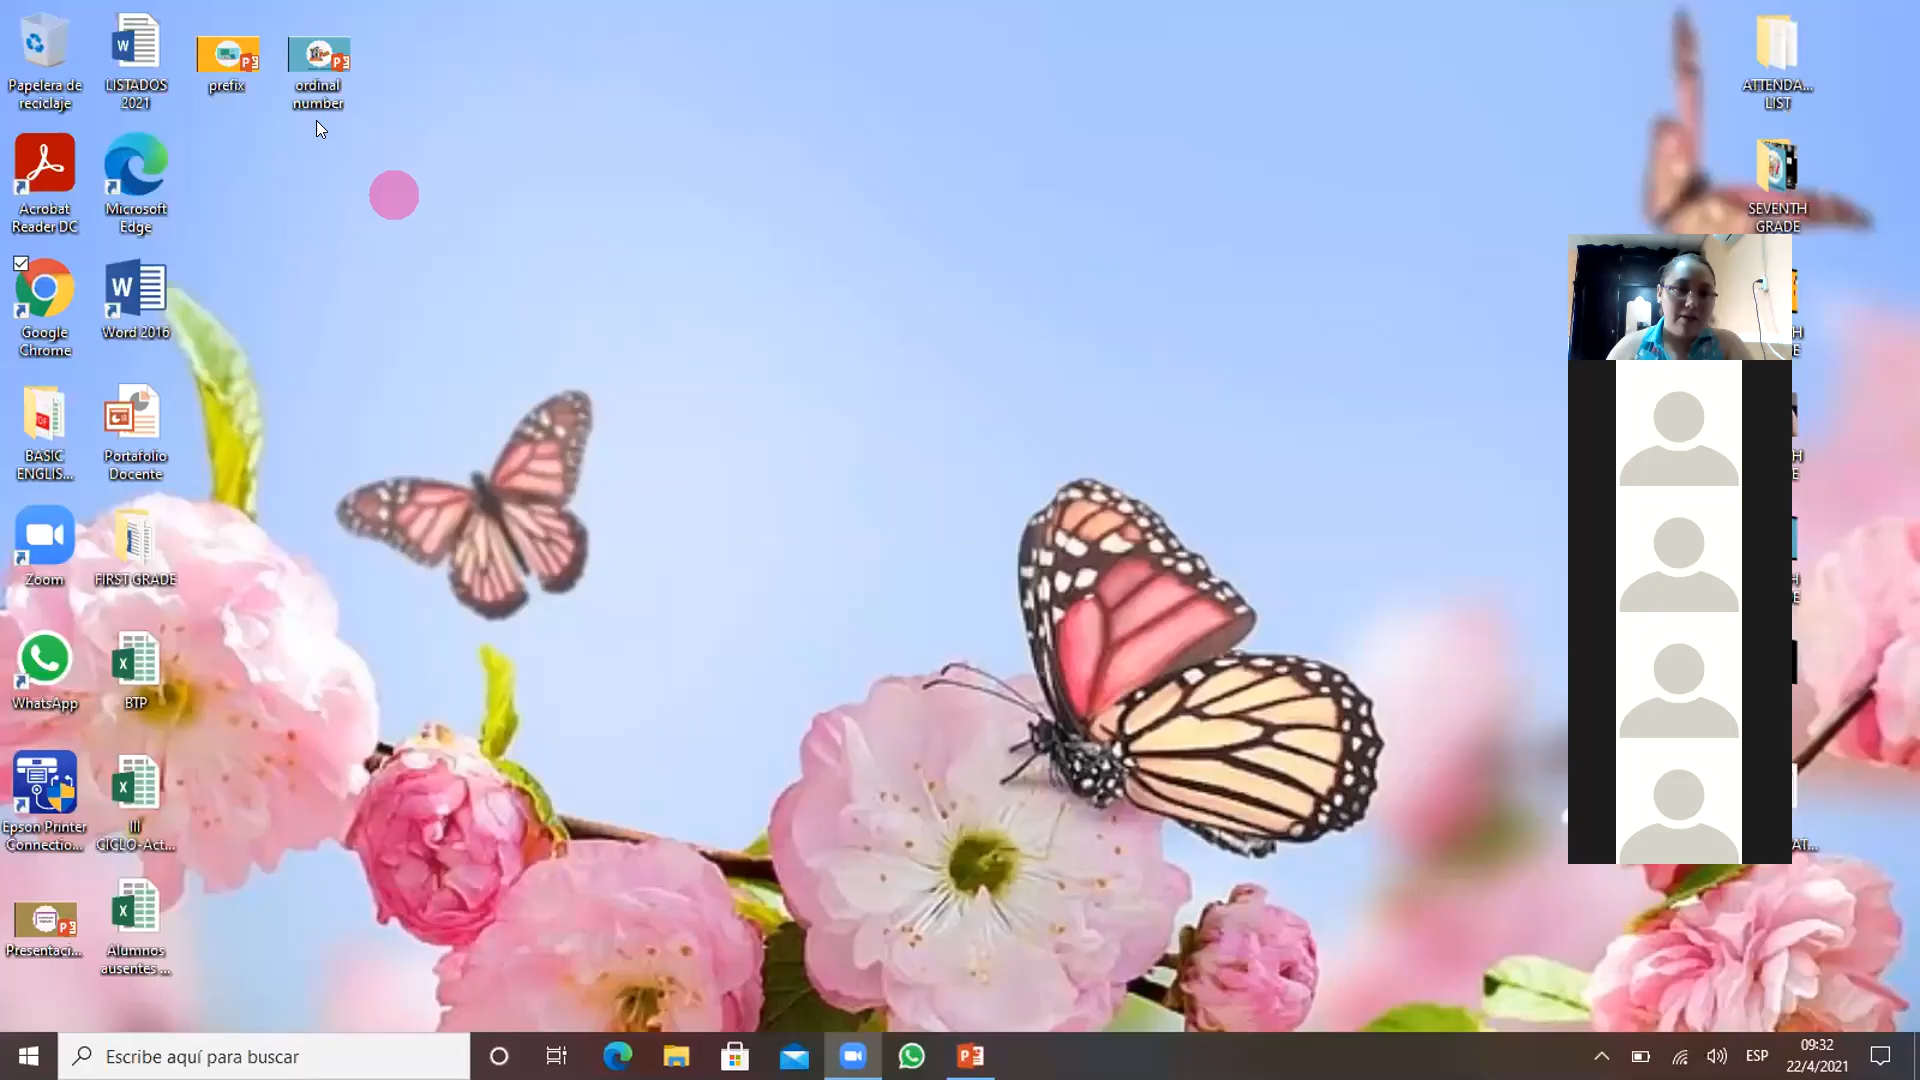 Papelera de
reciclaje
LISTADOS
2021
prefix
ordinal
number
ATTENDA...
LIST
Acrobat
Reader DC
Microsoft
Edge
SEVENTH
GRADE
Google
Chrome
Word 2016
H
E
BASIC
ENGLIS...
Portafolio
Docente
H
E
Zoom
FIRST GRADE
H
E
WhatsApp
BTP
Epson Printer
Connectio...
III
CICLO-Act...
AT...
Presentaci...
Alumnos
ausentes ...
Escribe aquí para buscar
ESP
09:32
22/4/2021